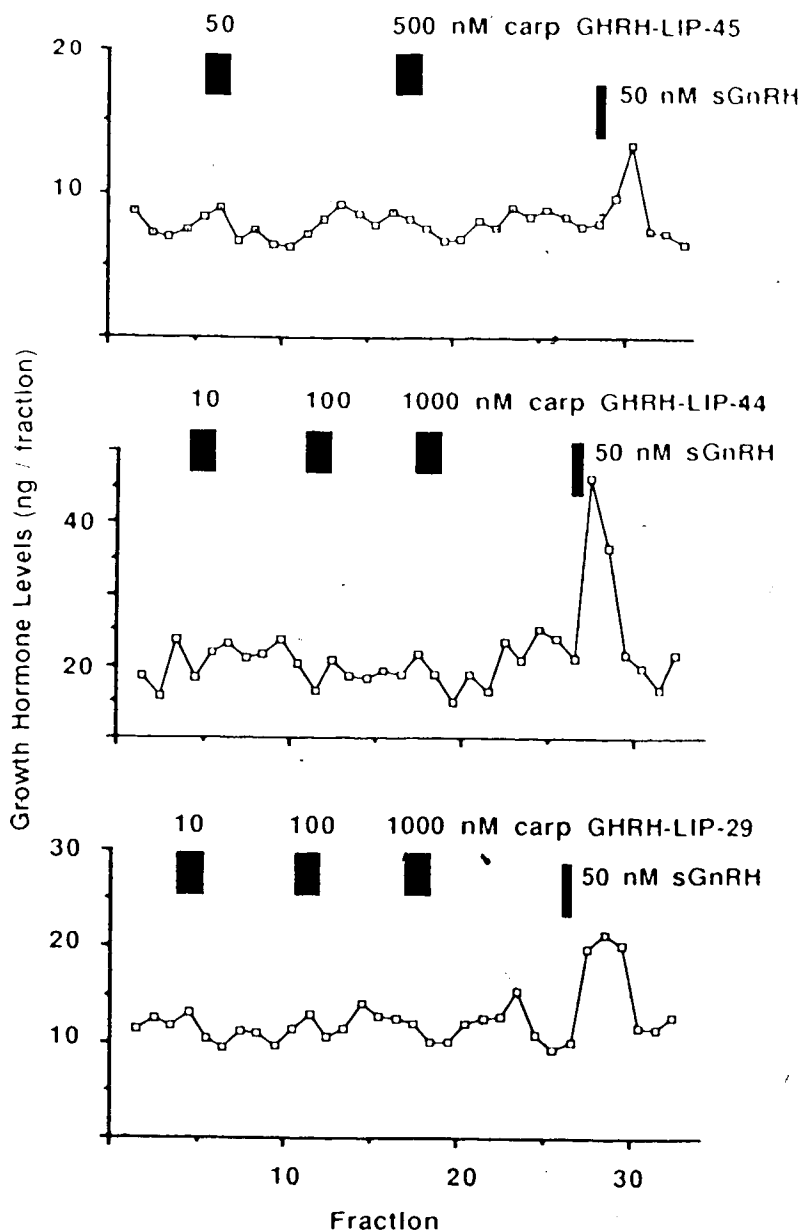 50 500 nM carp GHRH-LIP-45
20
50 nM sGnRH
10
10 100 1000 nM carp GHRH-LIP-44
50 nM sGnRH
40
20
Growth Hormone Levels (ng / fraction)
10 100 1000 nM carp GHRH-LIP-29
30
50 nM sGnRH
20
10
10 20 30
Fraction